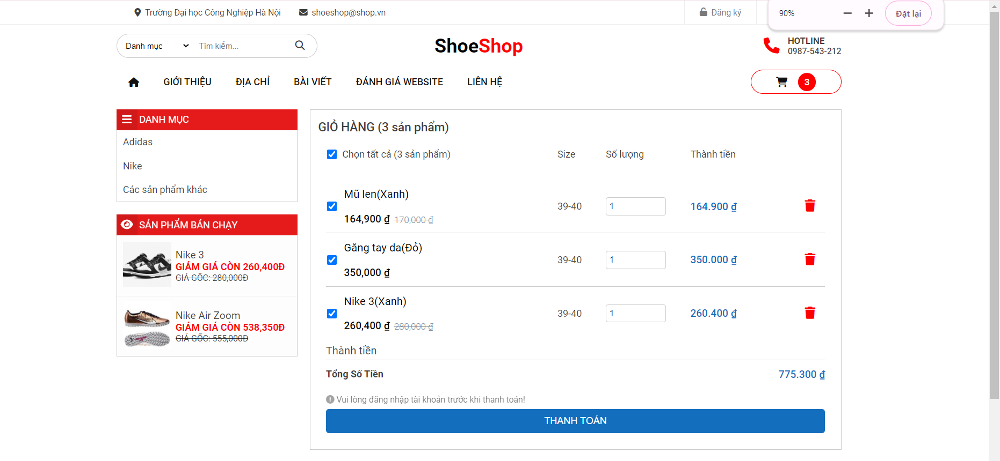 Trường Đại học Công Nghiệp Hà Nội shoeshop@shop.vn Đăng ký
90% Đặt lại
Danh mục Tìm kiếm...
ShoeShop
HOTLINE
0987-543-212
GIỚI THIỆU ĐỊA CHỈ BÀI VIẾT ĐÁNH GIÁ WEBSITE LIÊN HỆ 3
DANH MỤC
Adidas
Nike
Các sản phẩm khác
SẢN PHẨM BÁN CHẠY
Nike 3
GIẢM GIÁ CÒN 260,400Đ
GIÁ GỐC: 280,000Đ
Nike Air Zoom
GIẢM GIÁ CÒN 538,350Đ
GIÁ GỐC: 555,000Đ
GIỎ HÀNG (3 sản phẩm)
Chọn tất cả (3 sản phẩm) Size Số lượng Thành tiền
Mũ len(Xanh)
164,900 ₫ 170,000 ₫ 39-40 1 164.900 ₫
Găng tay da(Đỏ)
350,000 ₫ 39-40 1 350.000 ₫
Nike 3(Xanh)
260,400 ₫ 280,000 ₫ 39-40 1 260.400 ₫
Thành tiền
Tổng Số Tiền 775.300 ₫
Vui lòng đăng nhập tài khoản trước khi thanh toán!
THANH TOÁN